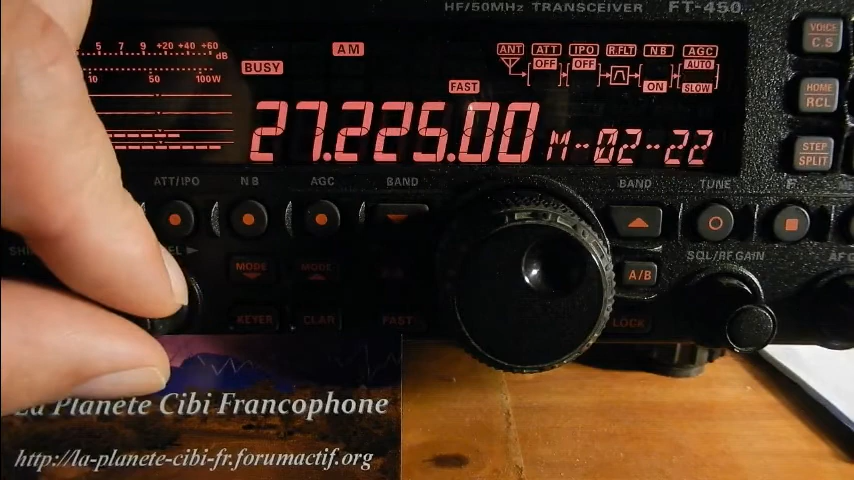 HF/50MHz TRANSCEIVER FT-450
5 7 9 +20 +40 +60
dB
10 50 100W
BUSY
AM
FAST
ANT ATT IPO R.FLT NB AGC
OFF OFF AUTO
ON SLOW
27.225.00 M-02-22
VOICE
C.S
HOME
RCL
STEP
SPLIT
ATT/IPO NB AGC BAND BAND TUNE F
MODE MODE
SQL/RF GAIN
A/B
KEYER CLAR FAST LOCK
La Planète Cibi Francophone
http://la-planete-cibi-fr.forumactif.org